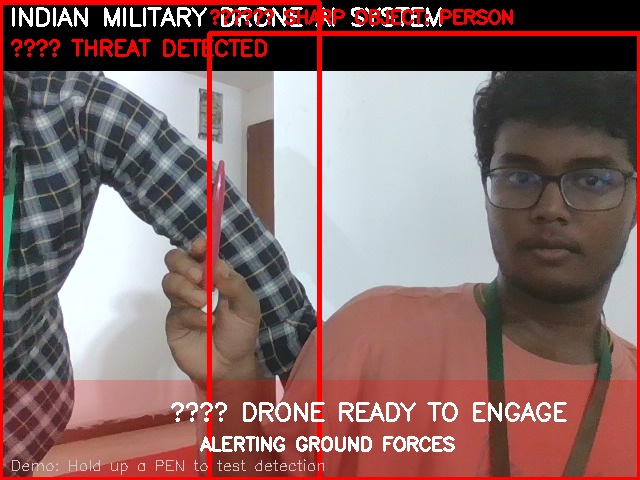 INDIAN MILITARY DRONE AI SYSTEM
?????? SHARP OBJECT: PERSON
???? THREAT DETECTED
???? DRONE READY TO ENGAGE
ALERTING GROUND FORCES
Demo: Hold up a PEN to test detection